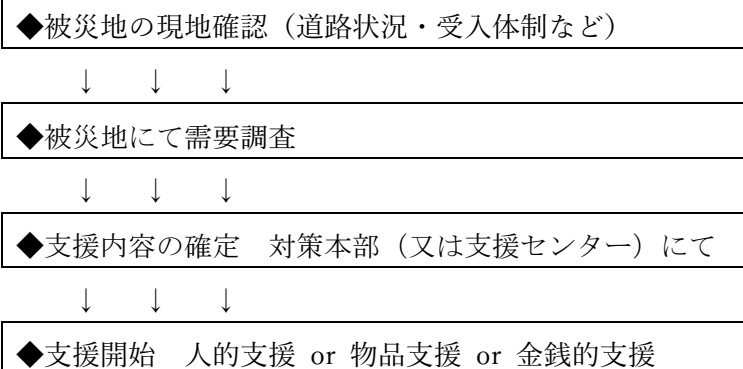 ◆被災地の現地確認（道路状況・受入体制など）
↓　↓　↓
◆被災地にて需要調査
↓　↓　↓
◆支援内容の確定　対策本部（又は支援センター）にて
↓　↓　↓
◆支援開始　人的支援 or 物品支援 or 金銭的支援